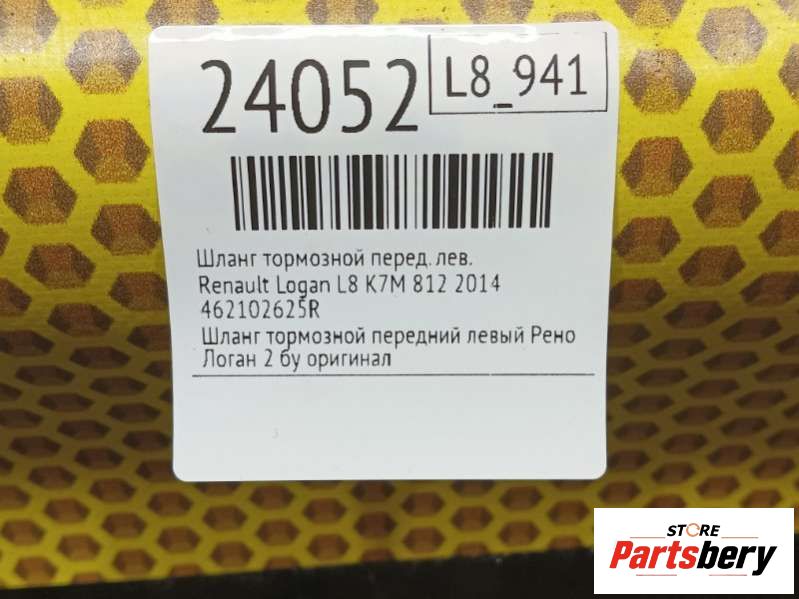 24052
L8_941
Шланг тормозной перед. лев.
Renault Logan L8 K7M 812 2014
462102625R
Шланг тормозной передний левый Рено
Логан 2 бу оригинал
STORE
Partsbery